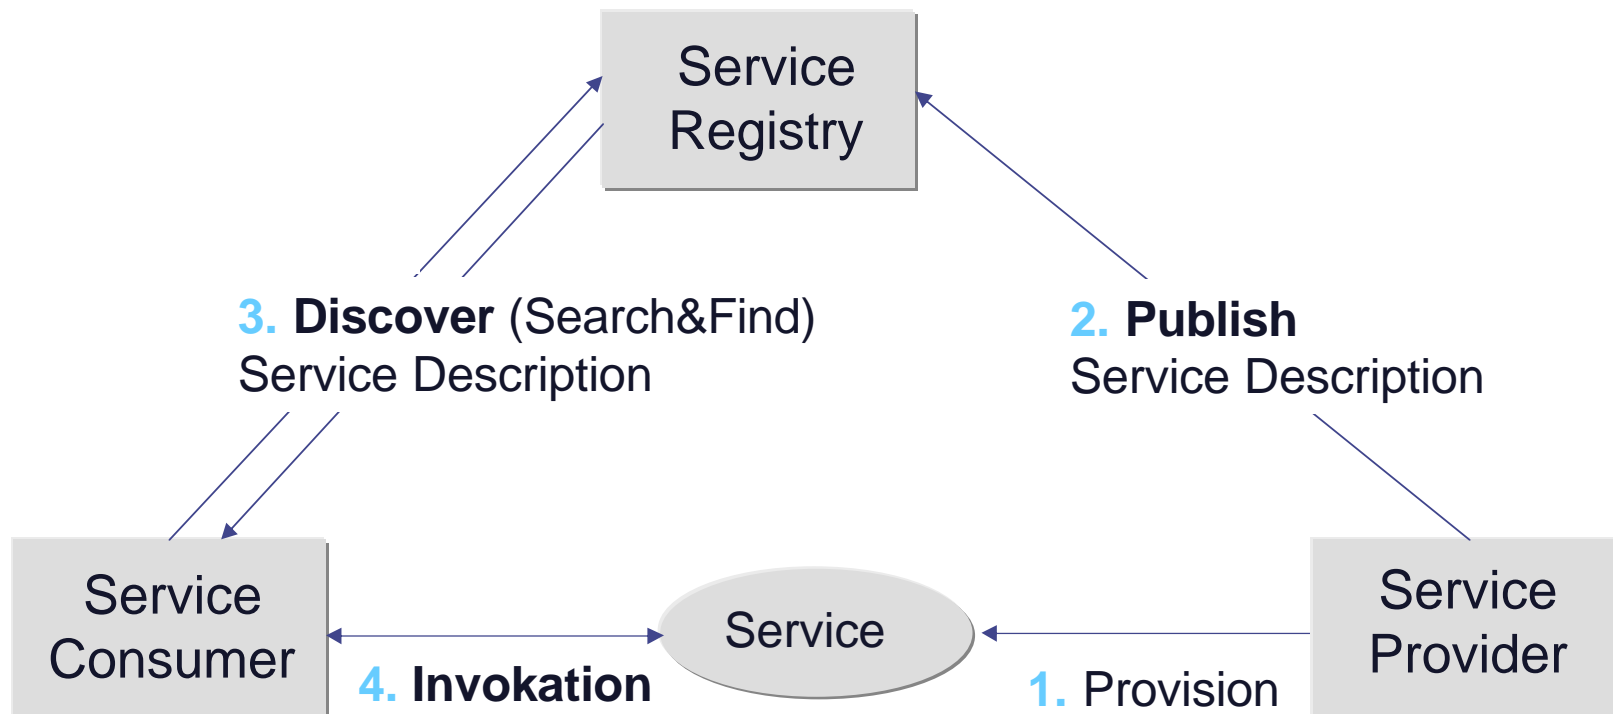 Service
Registry
3. Discover (Search&Find)
Service Description
2. Publish
Service Description
Service
Consumer
4. Invokation
Service
1. Provision
Service
Provider